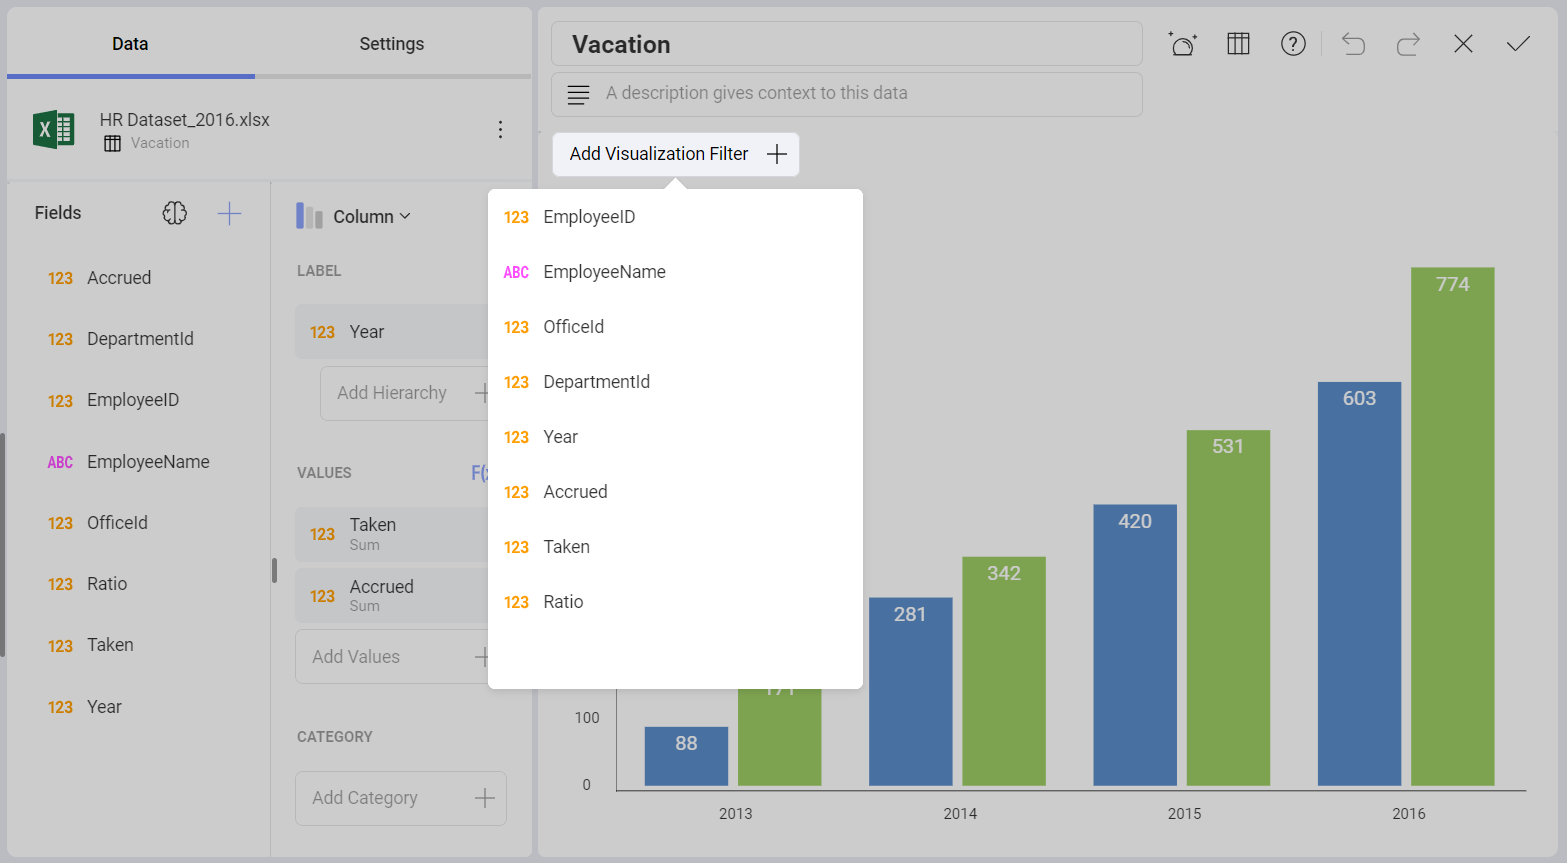 Data
Settings
HR Dataset_2016.xlsx
Vacation
Fields
123 Accrued
123 DepartmentId
123 EmployeeID
ABC EmployeeName
123 OfficeId
123 Ratio
123 Taken
123 Year
Column
LABEL
123 Year
Add Hierarchy
VALUES
123 Taken
Sum
123 Accrued
Sum
Add Values
CATEGORY
Add Category
Vacation
A description gives context to this data
Add Visualization Filter
123 EmployeeID
ABC EmployeeName
123 OfficeId
123 DepartmentId
123 Year
123 Accrued
123 Taken
123 Ratio
774
603
531
420
342
281
88
100
0
2013
2014
2015
2016